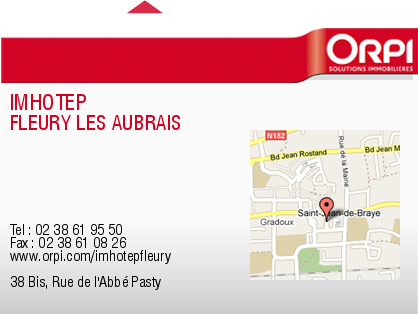 ORPI
SOLUTIONS IMMOBILIÈRES
IMHOTEP
FLEURY LES AUBRAIS
N152
Bd Jean Rostand
Bd Jean M
Rue de la Mairie
Saint-Jean-de-Braye
Gradoux
Tel : 02 38 61 95 50
Fax : 02 38 61 08 26
www.orpi.com/imhotepfleury
38 Bis, Rue de l'Abbé Pasty